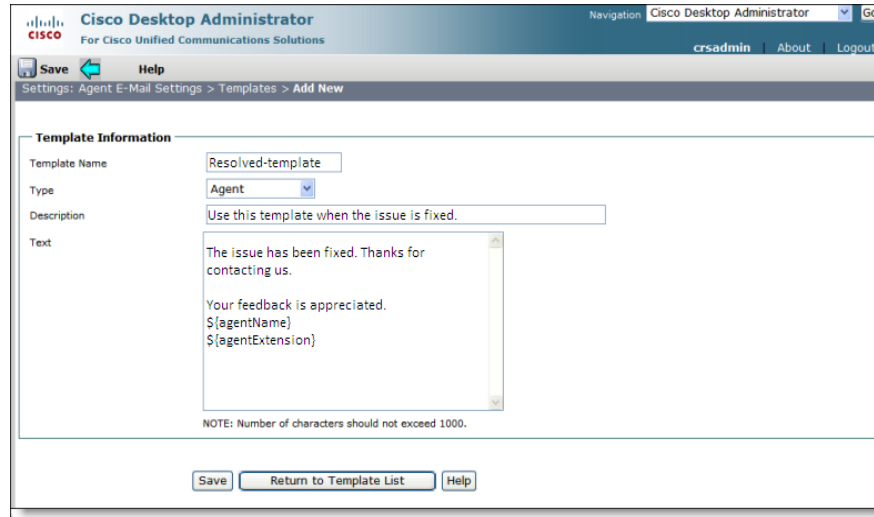 Cisco Desktop Administrator
Navigation Cisco Desktop Administrator Go
CISCO
For Cisco Unified Communications Solutions
crsadmin | About | Logout
Save Help
Settings: Agent E-Mail Settings > Templates > Add New
Template Information
Template Name Resolved-template
Type Agent
Description Use this template when the issue is fixed.
Text
The issue has been fixed. Thanks for
contacting us.
Your feedback is appreciated.
${agentName}
${agentExtension}
NOTE: Number of characters should not exceed 1000.
Save Return to Template List Help